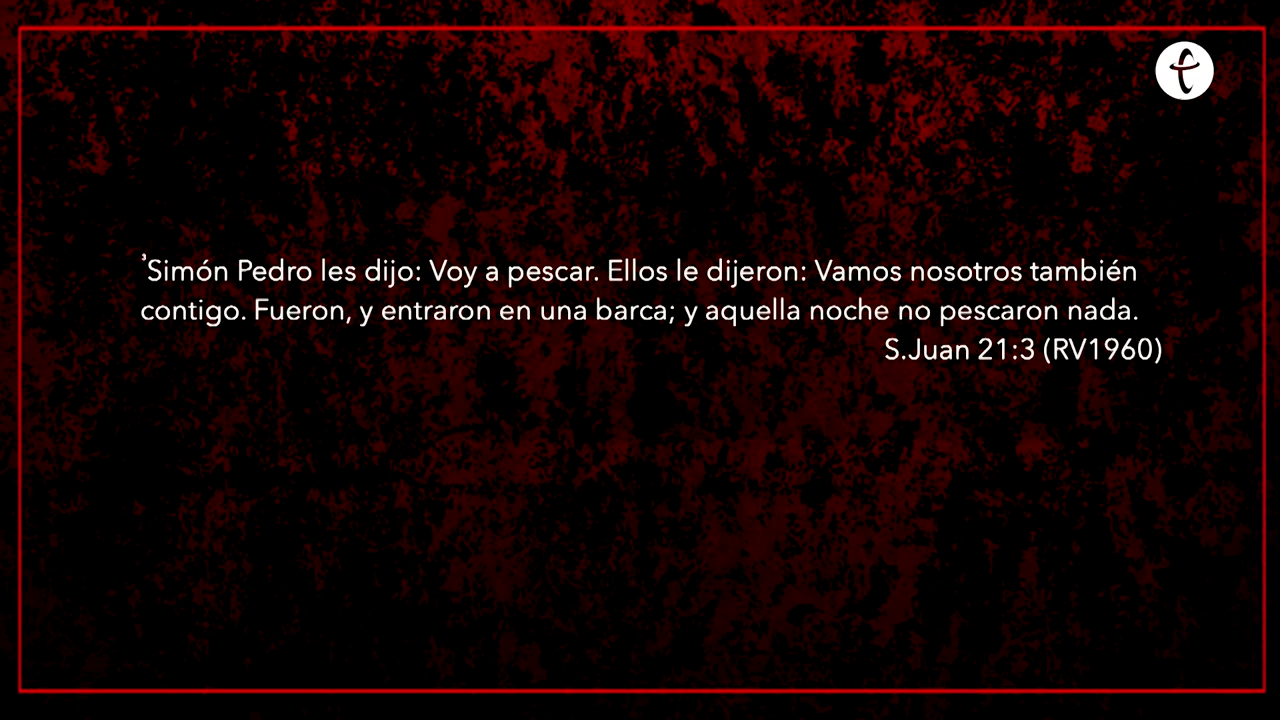 ³Simón Pedro les dijo: Voy a pescar. Ellos le dijeron: Vamos nosotros también
contigo. Fueron, y entraron en una barca; y aquella noche no pescaron nada.
S.Juan 21:3 (RV1960)